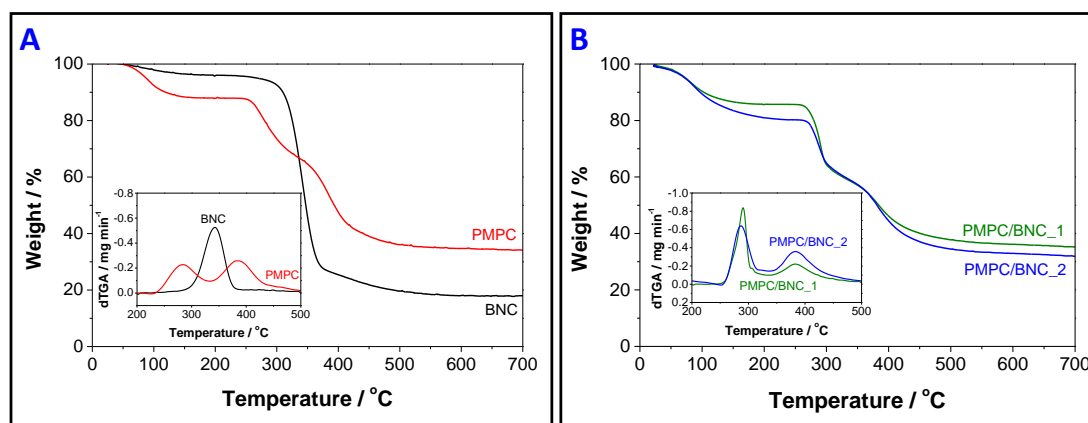 A
100
80
60
40
20
0
Weight / %
0 100 200 300 400 500 600 700
Temperature / °C
PMPC
BNC
-0.8
-0.6
-0.4
-0.2
0.0
dTGA / mg min-1
BNC
PMPC
200 300 400 500
Temperature / °C
B
100
80
60
40
20
0
Weight / %
0 100 200 300 400 500 600 700
Temperature / °C
PMPC/BNC_1
PMPC/BNC_2
-1.0
-0.8
-0.6
-0.4
-0.2
0.0
0.2
dTGA / mg min-1
PMPC/BNC_2
PMPC/BNC_1
200 300 400 500
Temperature / °C